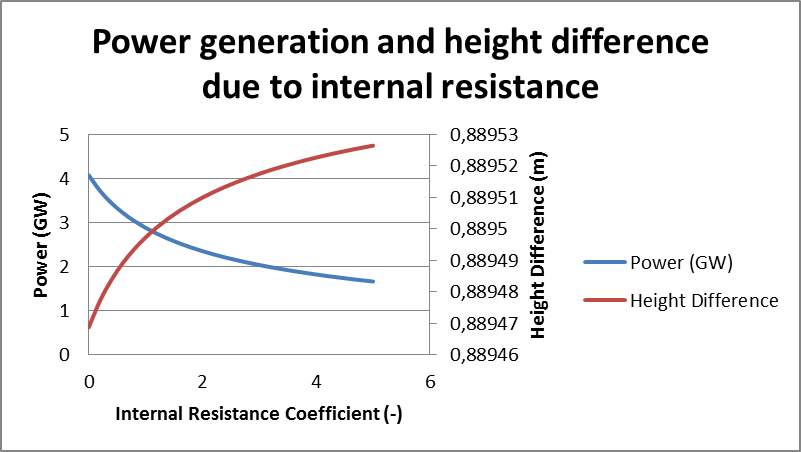 Power generation and height difference
due to internal resistance
5
4
3
2
1
0
Power (GW)
0,88953
0,88952
0,88951
0,8895
0,88949
0,88948
0,88947
0,88946
Height Difference (m)
0 2 4 6
Internal Resistance Coefficient (-)
Power (GW)
Height Difference